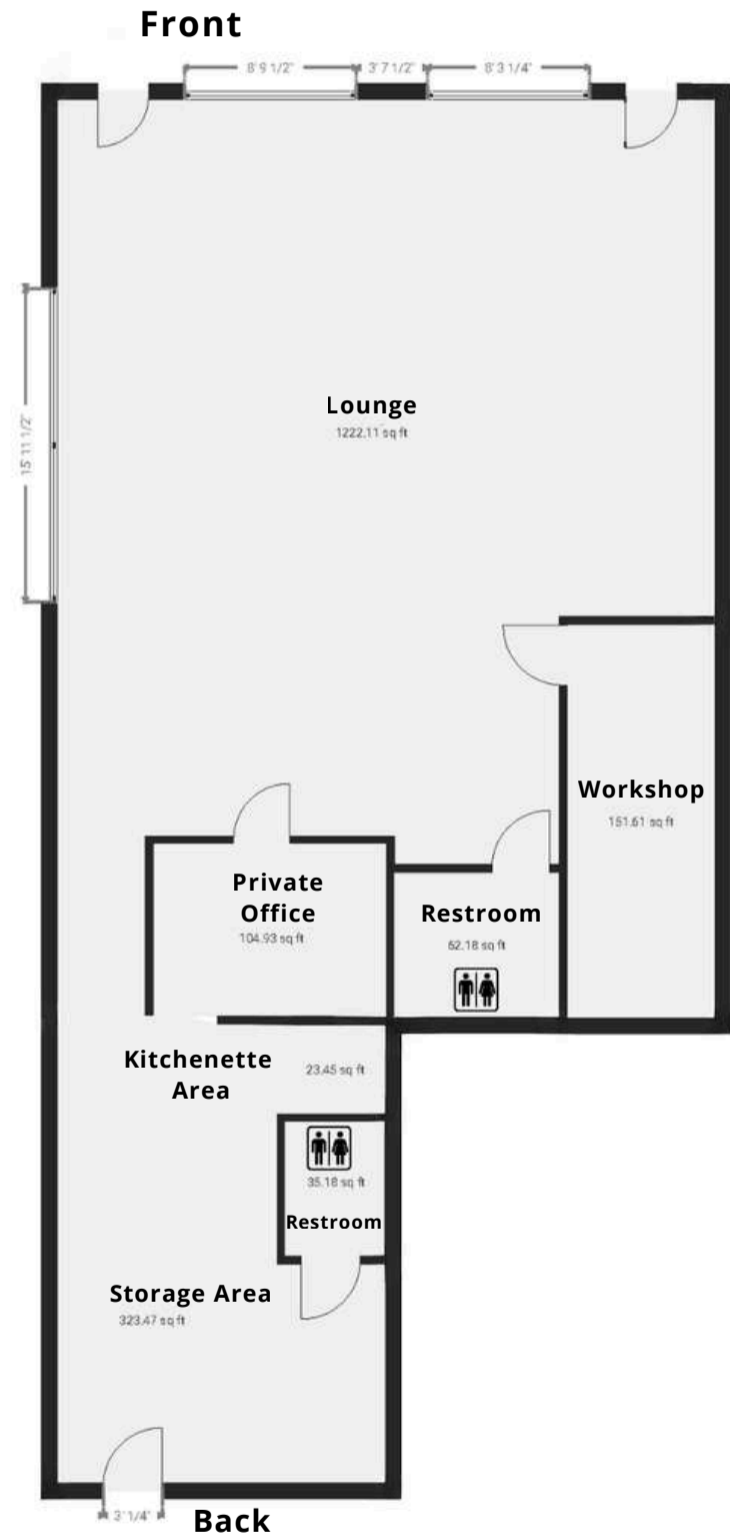 Front
8' 9 1/2"
3' 7 1/2"
8' 3 1/4"
15' 11 1/2"
Lounge
1222.11 sq ft
Workshop
151.61 sq ft
Private
Office
104.93 sq ft
Restroom
62.18 sq ft
Kitchenette
Area
23.45 sq ft
35.18 sq ft
Restroom
Storage Area
323.47 sq ft
3' 1/4"
Back